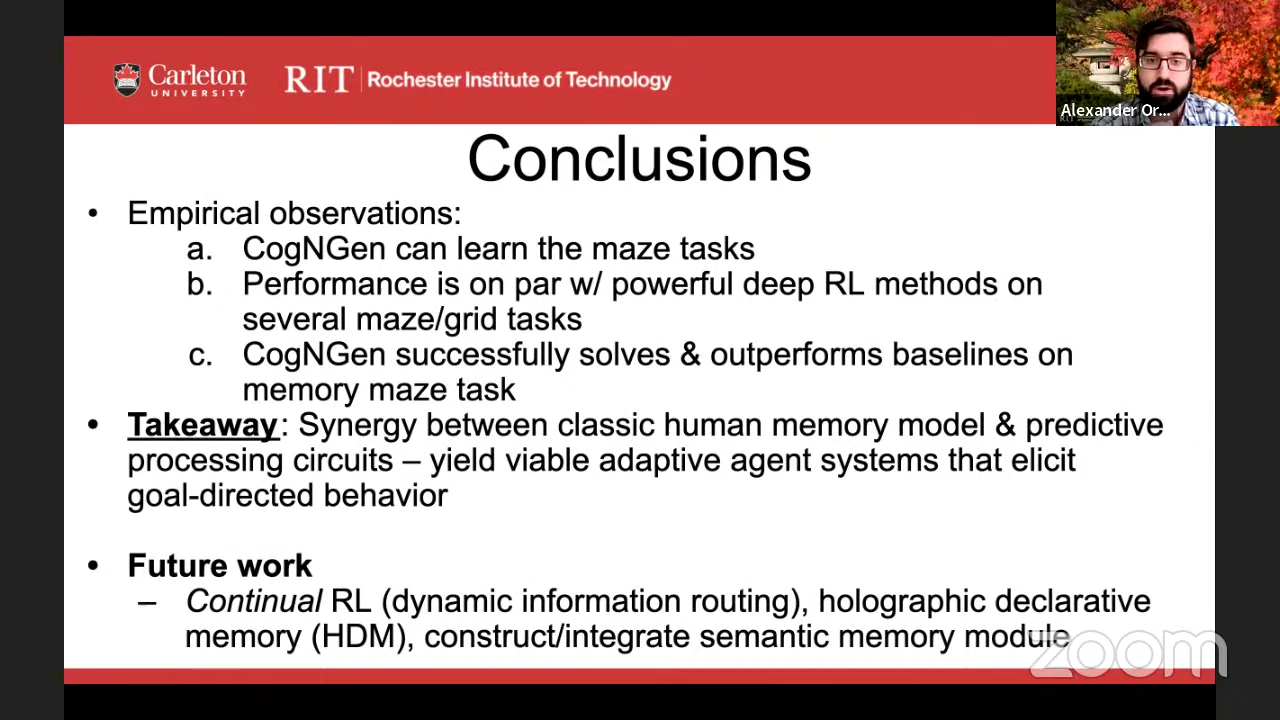 Carleton
UNIVERSITY
RIT Rochester Institute of Technology
Alexander Or...
Conclusions
• Empirical observations:
a. CogNGen can learn the maze tasks
b. Performance is on par w/ powerful deep RL methods on
several maze/grid tasks
c. CogNGen successfully solves & outperforms baselines on
memory maze task
• Takeaway: Synergy between classic human memory model & predictive
processing circuits – yield viable adaptive agent systems that elicit
goal-directed behavior
• Future work
– Continual RL (dynamic information routing), holographic declarative
memory (HDM), construct/integrate semantic memory module
zoom